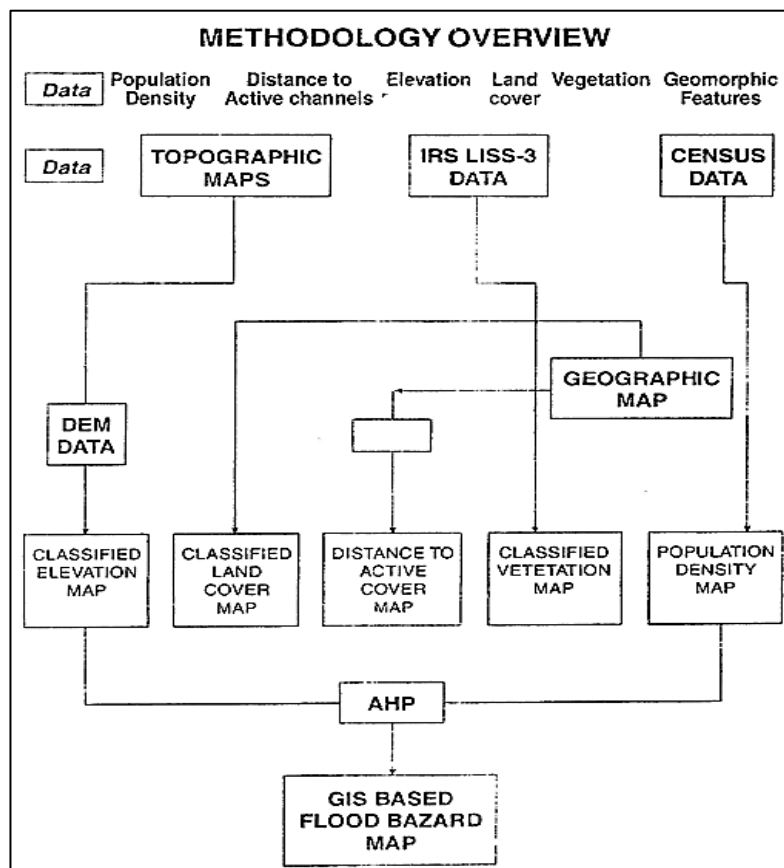 METHODOLOGY OVERVIEW
Data Population Distance to Elevation Land Vegetation Geomorphic
Density Active channels cover Features
Data TOPOGRAPHIC IRS LISS-3 CENSUS
MAPS DATA DATA
GEOGRAPHIC
MAP
DEM
DATA
CLASSIFIED
ELEVATION
MAP
CLASSIFIED
LAND
COVER
MAP
DISTANCE TO
ACTIVE
COVER
MAP
CLASSIFIED
VETETATION
MAP
POPULATION
DENSITY
MAP
AHP
GIS BASED
FLOOD BAZARD
MAP